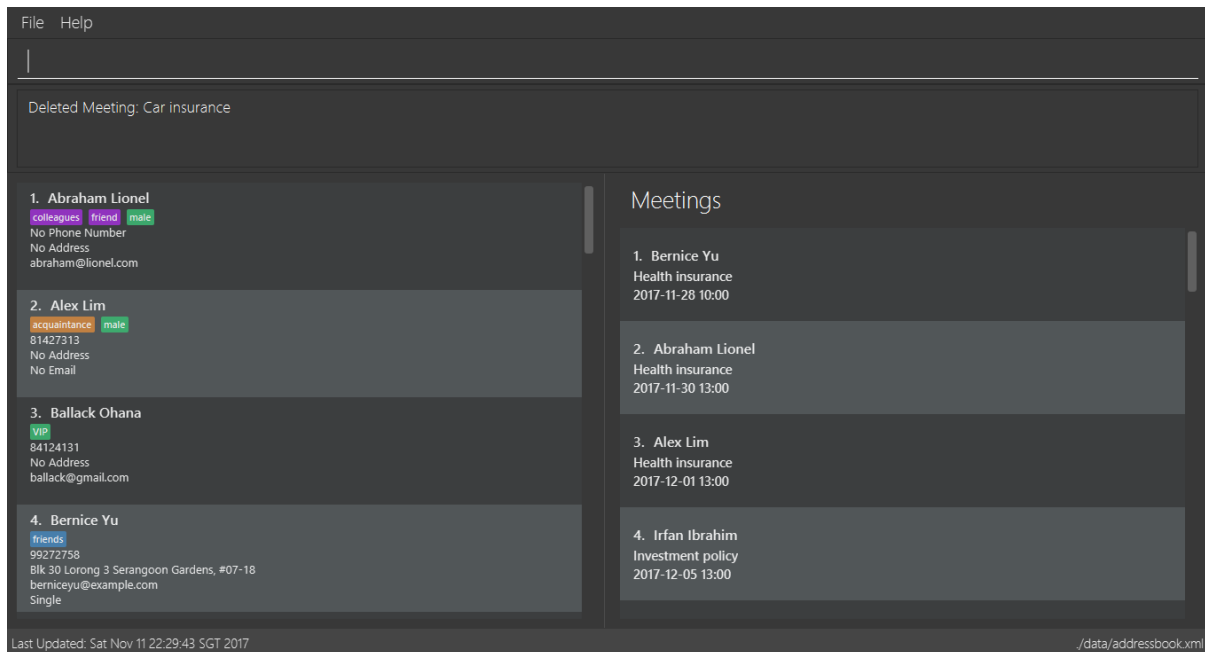 File Help
Deleted Meeting: Car insurance
1. Abraham Lionel
colleagues friend male
No Phone Number
No Address
abraham@lionel.com
2. Alex Lim
acquaintance male
81427313
No Address
No Email
3. Ballack Ohana
VIP
84124131
No Address
ballack@gmail.com
4. Bernice Yu
friends
99272758
Blk 30 Lorong 3 Serangoon Gardens, #07-18
berniceyu@example.com
Single
Meetings
1. Bernice Yu
Health insurance
2017-11-28 10:00
2. Abraham Lionel
Health insurance
2017-11-30 13:00
3. Alex Lim
Health insurance
2017-12-01 13:00
4. Irfan Ibrahim
Investment policy
2017-12-05 13:00
Last Updated: Sat Nov 11 22:29:43 SGT 2017
./data/addressbook.xml